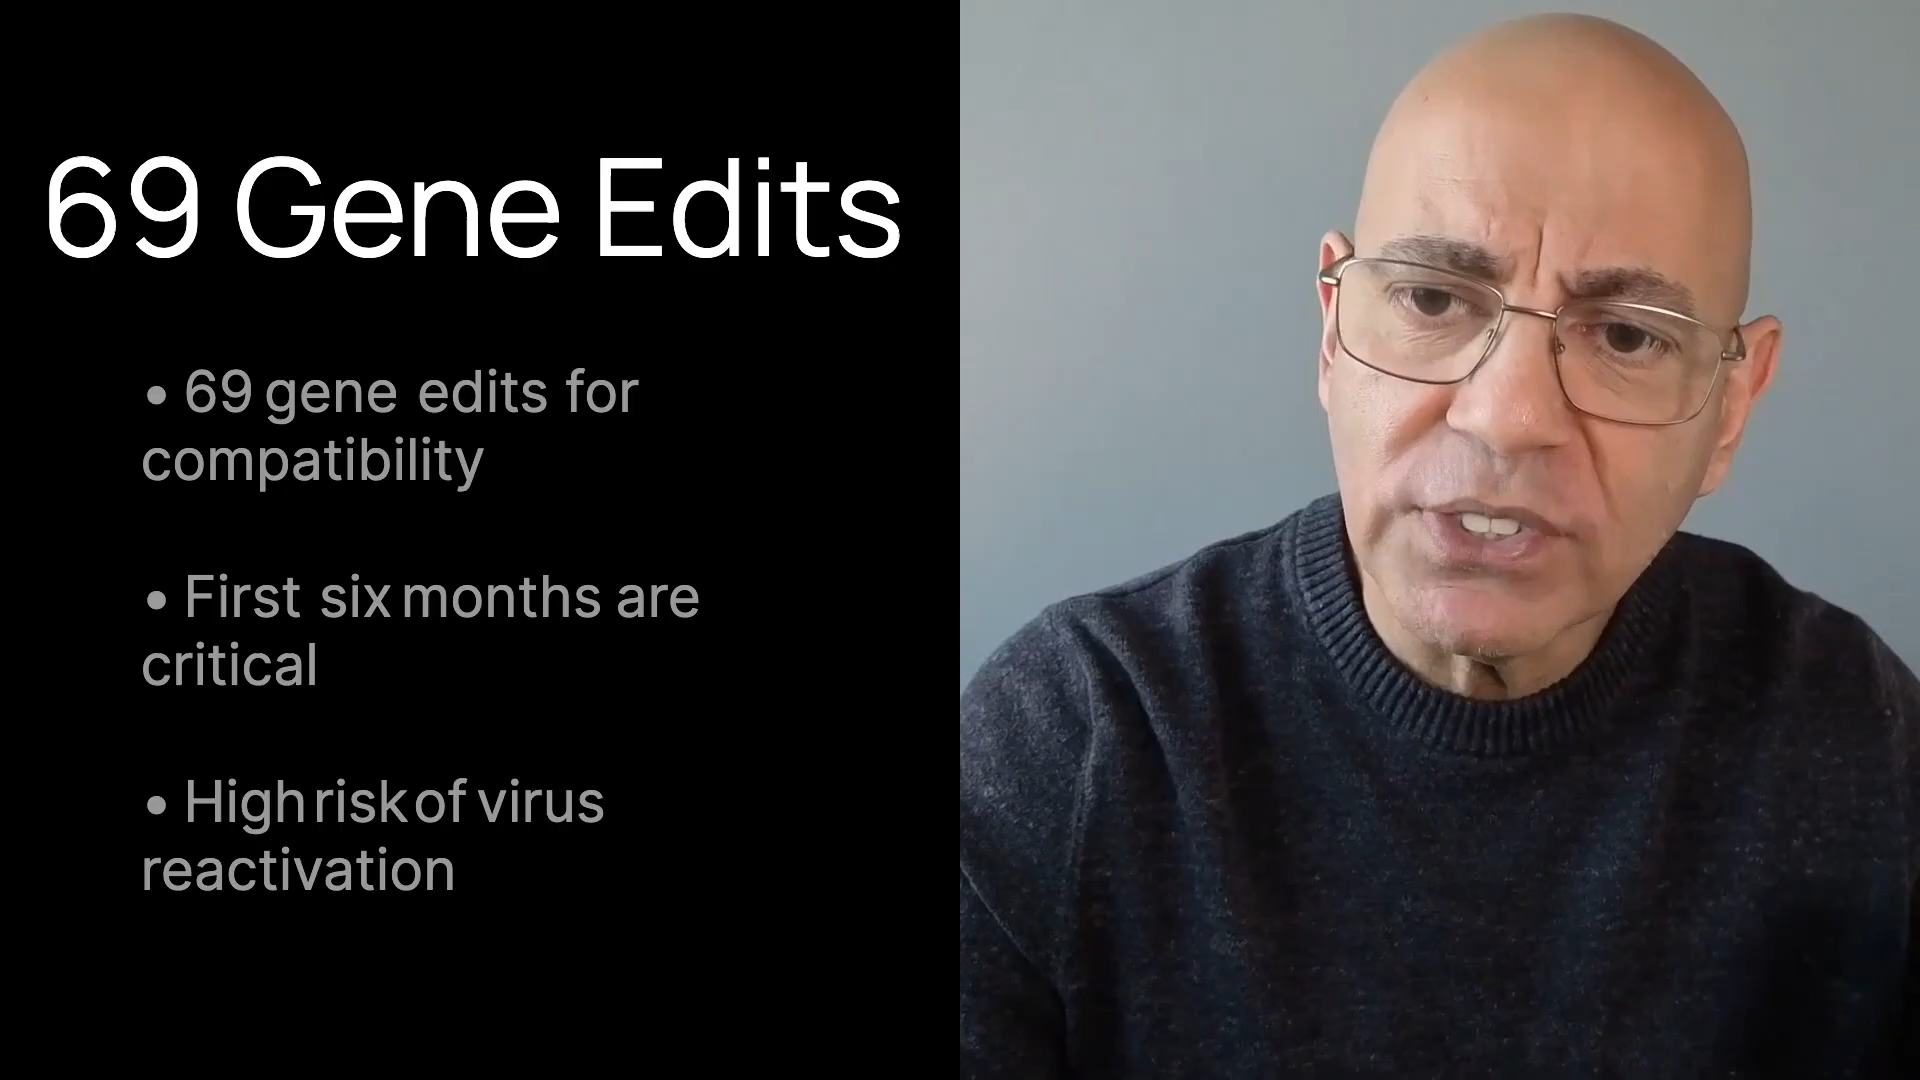 69 Gene Edits
• 69 gene edits for
compatibility
• First six months are
critical
• High risk of virus
reactivation